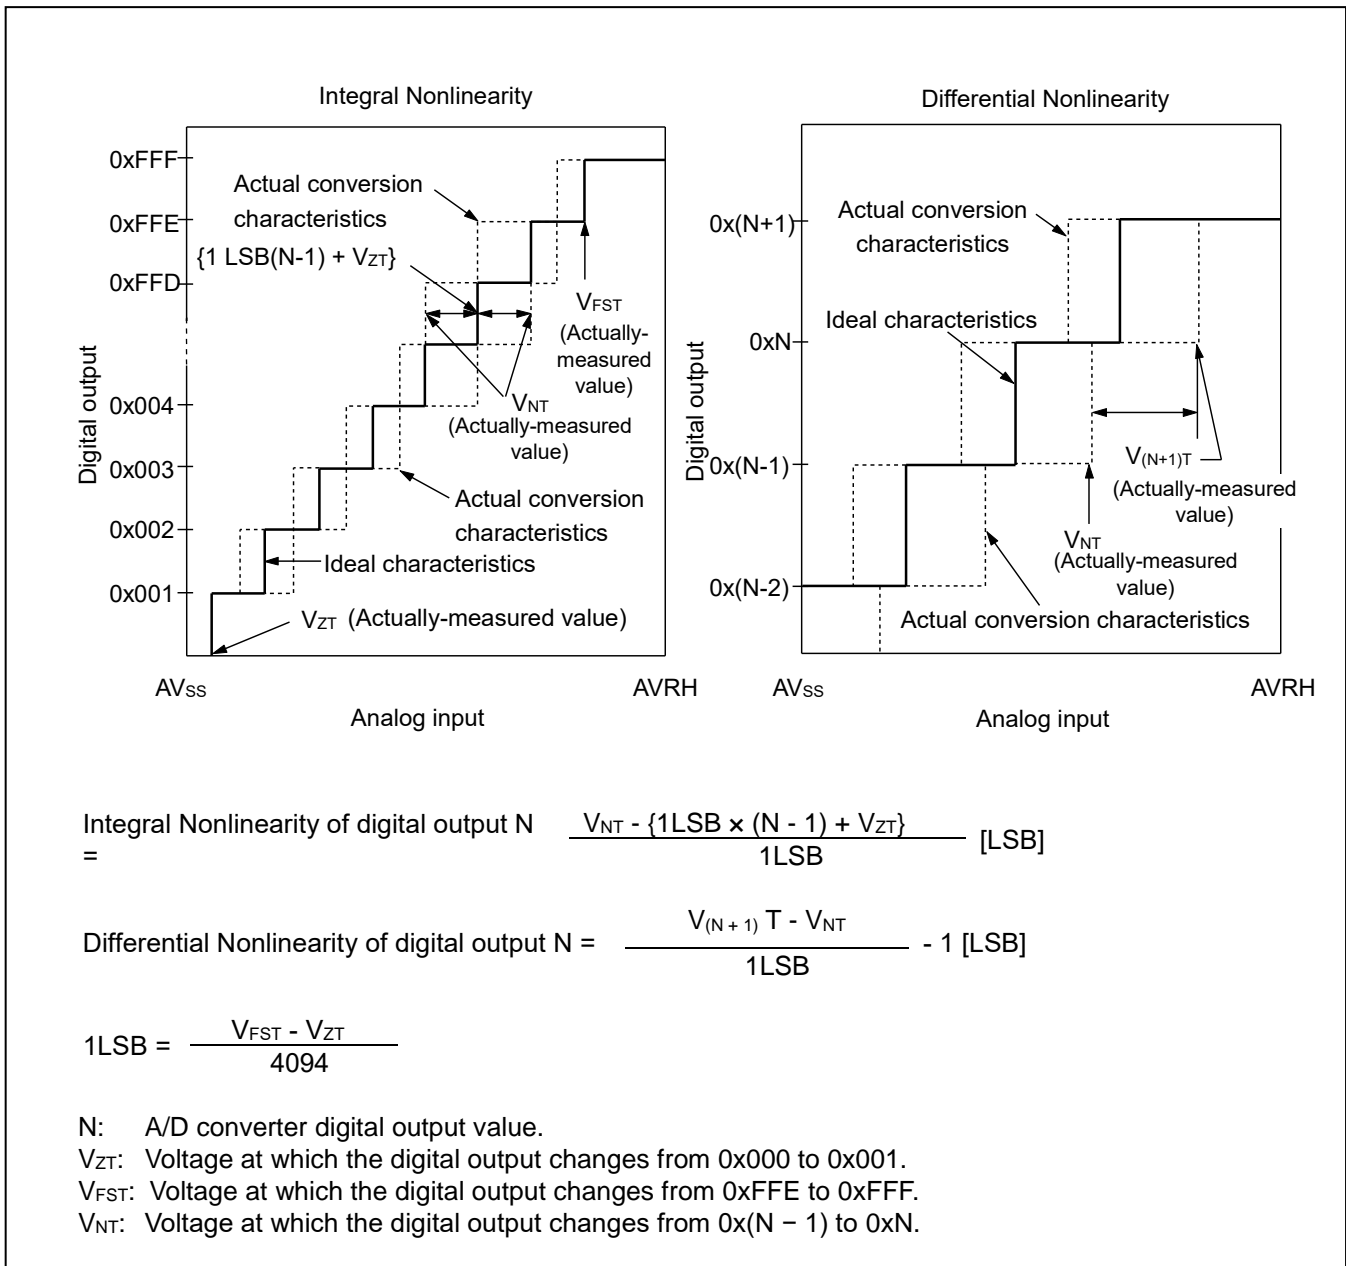 Integral Nonlinearity
0xFFF
0xFFE
0xFFD
0x004
0x003
0x002
0x001
Digital output
Actual conversion
characteristics
{1 LSB(N-1) + VZT}
VFST
(Actually-
measured
value)
VNT
(Actually-measured
value)
Actual conversion
characteristics
Ideal characteristics
VZT (Actually-measured value)
AVSS
AVRH
Analog input
Differential Nonlinearity
0x(N+1)
0xN
0x(N-1)
0x(N-2)
Digital output
Actual conversion
characteristics
Ideal characteristics
V(N+1)T
(Actually-measured
value)
VNT
(Actually-measured
value)
Actual conversion characteristics
AVSS
AVRH
Analog input
Integral Nonlinearity of digital output N
=
VNT - {1LSB × (N - 1) + VZT}
1LSB
[LSB]
Differential Nonlinearity of digital output N =
V(N + 1) T - VNT
1LSB
- 1 [LSB]
1LSB =
VFST - VZT
4094
N: A/D converter digital output value.
VZT: Voltage at which the digital output changes from 0x000 to 0x001.
VFST: Voltage at which the digital output changes from 0xFFE to 0xFFF.
VNT: Voltage at which the digital output changes from 0x(N − 1) to 0xN.